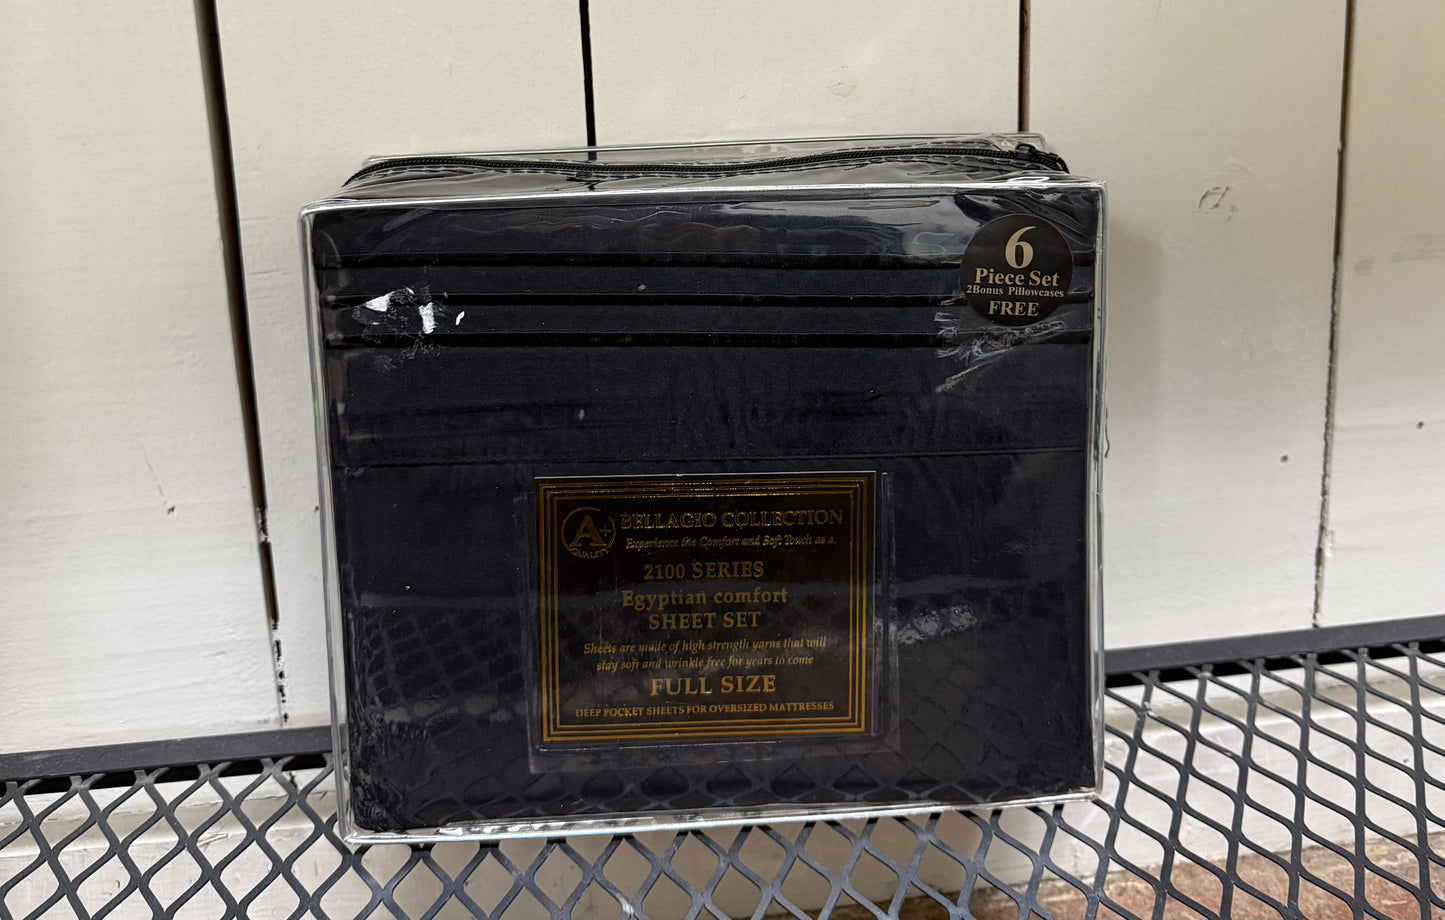 6
Piece Set
2Bonus Pillowcases
FREE
A+
QUALITY
BELLAGIO COLLECTION
Experience the Comfort and Soft Touch as a.
2100 SERIES
Egyptian comfort
SHEET SET
Sheets are made of high strength yarns that will
stay soft and wrinkle free for years to come
FULL SIZE
DEEP POCKET SHEETS FOR OVERSIZED MATTRESSES